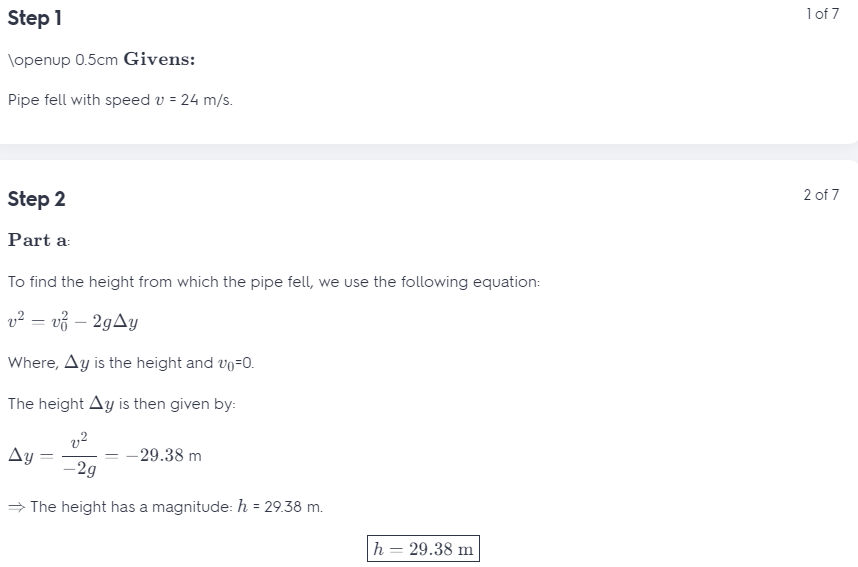 Step 1
1 of 7
\openup 0.5cm Givens:
Pipe fell with speed v = 24 m/s.
Step 2
2 of 7
Part a:
To find the height from which the pipe fell, we use the following equation:
v² = v₀² − 2gΔy
Where, Δy is the height and v₀=0.
The height Δy is then given by:
Δy = v²/−2g = −29.38 m
⇒ The height has a magnitude: h = 29.38 m.
h = 29.38 m